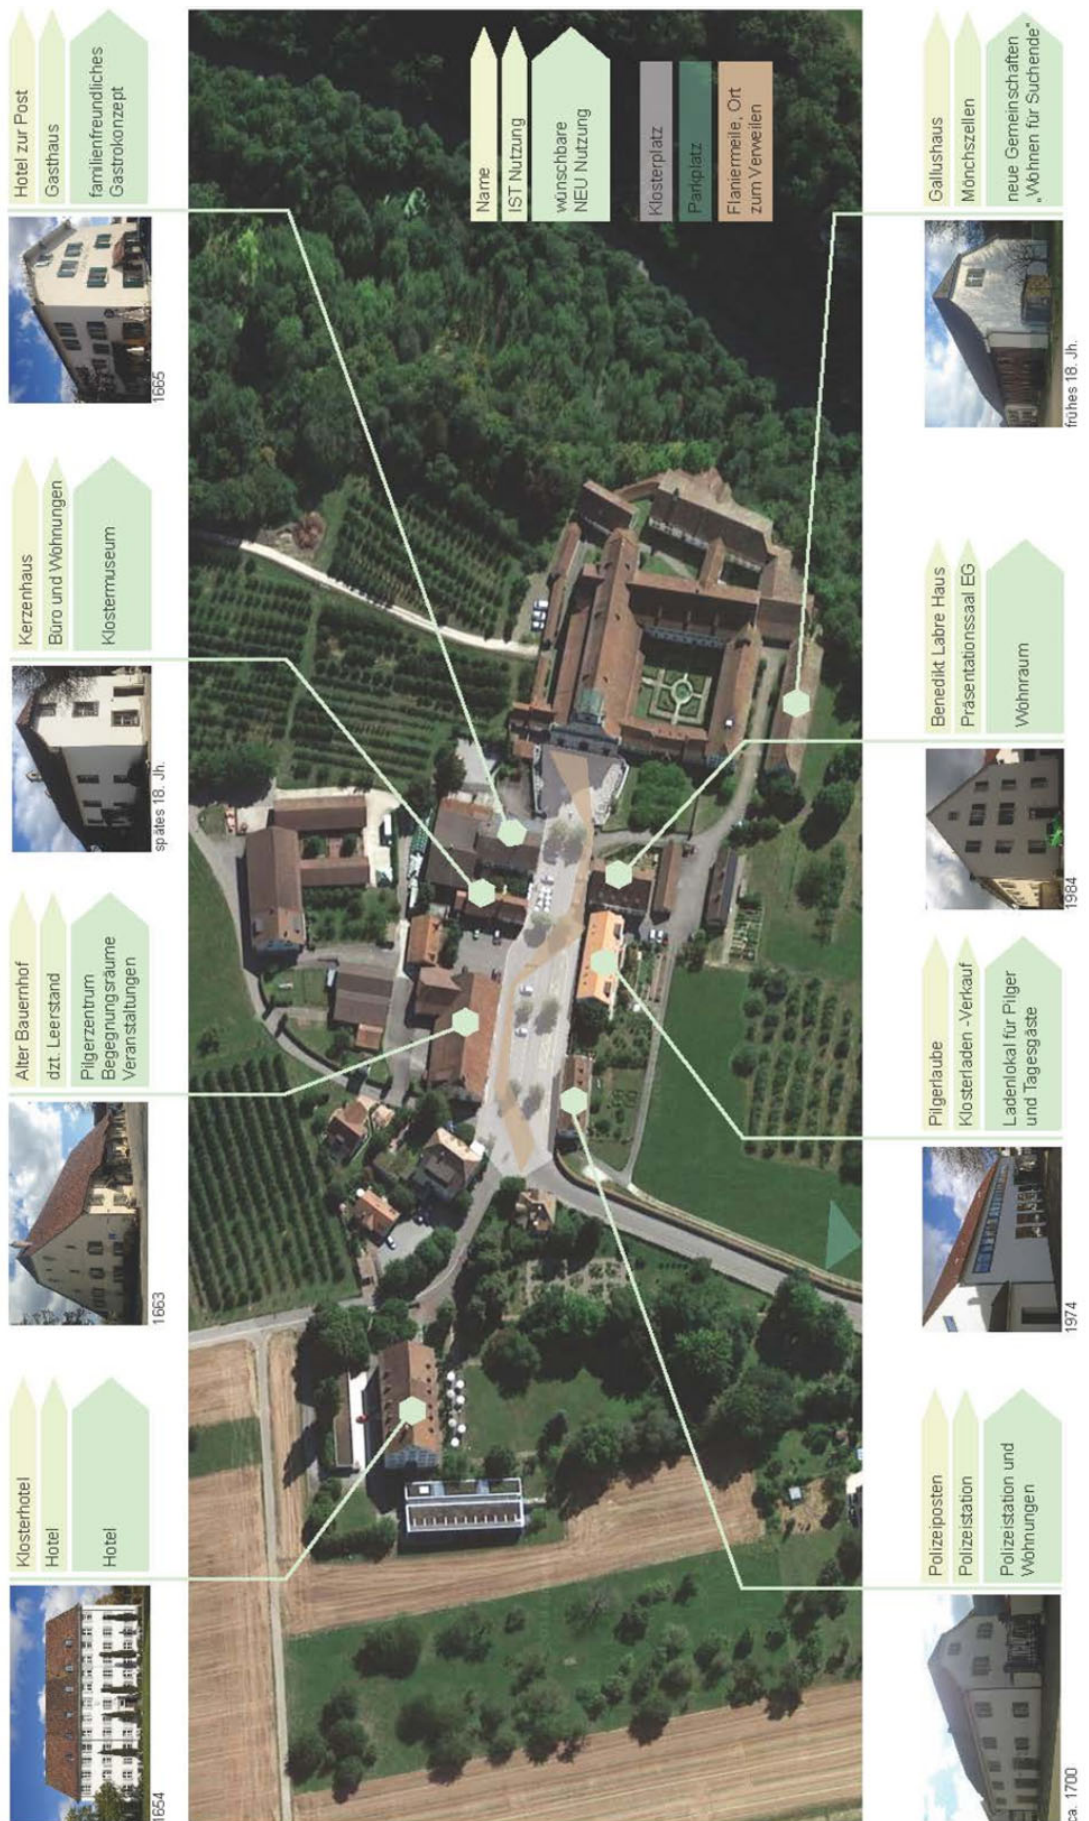 Klosterhotel
Hotel
Hotel
1654
Alter Bauernhof
dzt. Leerstand
Pilgerzentrum
Begegnungsräume
Veranstaltungen
1663
Kerzenhaus
Büro und Wohnungen
Klostermuseum
spätes 18. Jh.
Hotel zur Post
Gasthaus
familienfreundliches
Gastrokonzept
1665
Name
IST Nutzung
wünschbare
NEU Nutzung
Klosterplatz
Parkplatz
Flaniermeile, Ort
zum Verweilen
Polizeiposten
Polizeistation
Polizeistation und
Wohnungen
ca. 1700
Pilgerlaube
Klosterladen -Verkauf
Ladenlokal für Pilger
und Tagesgäste
1974
Benedikt Labre Haus
Präsentationssaal EG
Wohnraum
1984
Gallushaus
Mönchszellen
neue Gemeinschaften
„Wohnen für Suchende"
frühes 18. Jh.